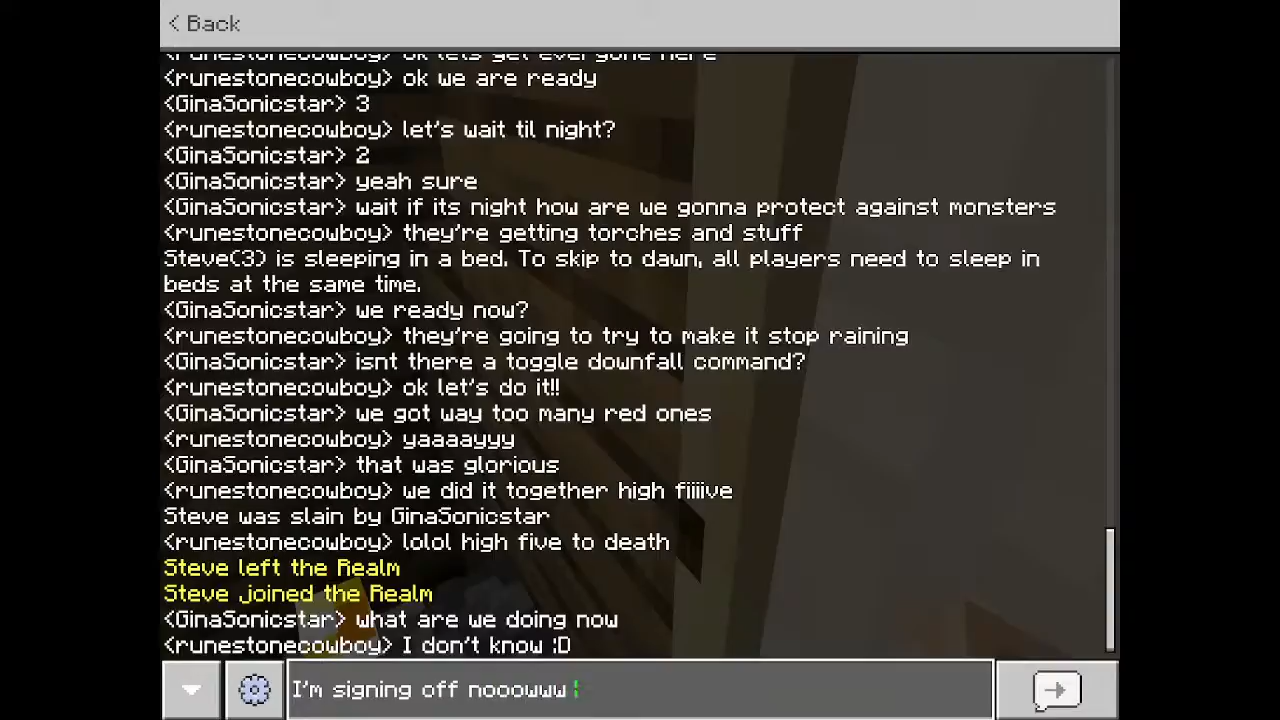 < Back
<runestonecowboy> ok lets get everyone here
<runestonecowboy> ok we are ready
<GinaSonicstar> 3
<runestonecowboy> let's wait til night?
<GinaSonicstar> 2
<GinaSonicstar> yeah sure
<GinaSonicstar> wait if its night how are we gonna protect against monsters
<runestonecowboy> they're getting torches and stuff
Steve(3) is sleeping in a bed. To skip to dawn, all players need to sleep in
beds at the same time.
<GinaSonicstar> we ready now?
<runestonecowboy> they're going to try to make it stop raining
<GinaSonicstar> isnt there a toggle downfall command?
<runestonecowboy> ok let's do it!!
<GinaSonicstar> we got way too many red ones
<runestonecowboy> yaaaayyy
<GinaSonicstar> that was glorious
<runestonecowboy> we did it together high fiiiive
Steve was slain by GinaSonicstar
<runestonecowboy> lolol high five to death
Steve left the Realm
Steve joined the Realm
<GinaSonicstar> what are we doing now
<runestonecowboy> I don't know :D
I'm signing off nooowww